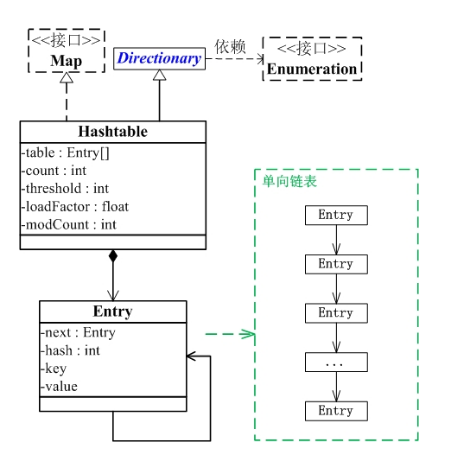 <<接口>>
Map
Directionary
依赖
<<接口>>
Enumeration
Hashtable
-table : Entry[]
-count : int
-threshold : int
-loadFactor : float
-modCount : int
Entry
-next : Entry
-hash : int
-key
-value
单向链表
Entry
Entry
Entry
...
Entry